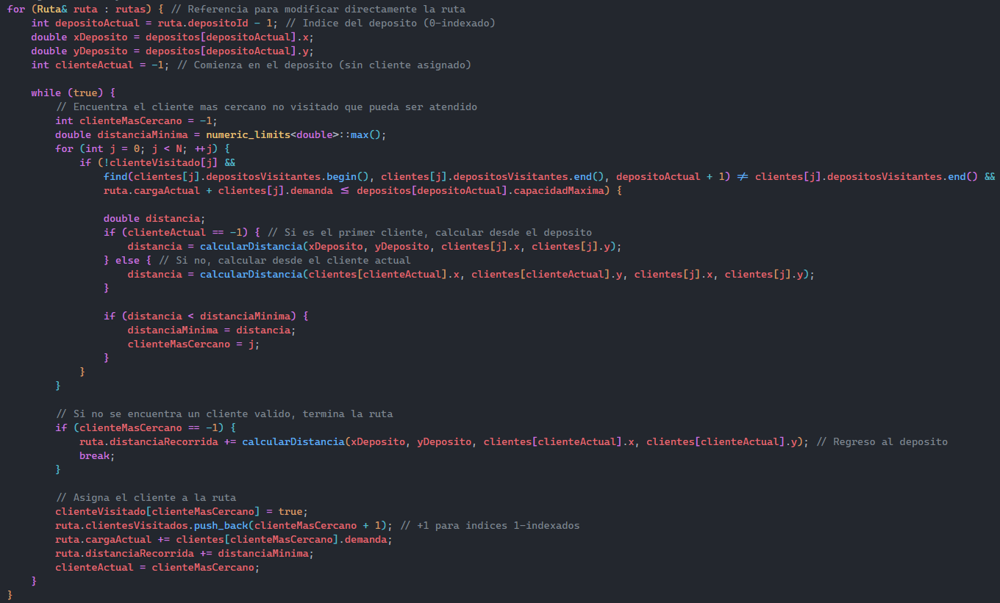 for (Ruta& ruta : rutas) { // Referencia para modificar directamente la ruta
    int depositoActual = ruta.depositoId - 1; // Indice del deposito (0-indexado)
    double xDeposito = depositos[depositoActual].x;
    double yDeposito = depositos[depositoActual].y;
    int clienteActual = -1; // Comienza en el deposito (sin cliente asignado)

    while (true) {
        // Encuentra el cliente mas cercano no visitado que pueda ser atendido
        int clienteMasCercano = -1;
        double distanciaMinima = numeric_limits<double>::max();
        for (int j = 0; j < N; ++j) {
            if (!clienteVisitado[j] &&
                find(clientes[j].depositosVisitantes.begin(), clientes[j].depositosVisitantes.end(), depositoActual + 1) ≠ clientes[j].depositosVisitantes.end() &&
                ruta.cargaActual + clientes[j].demanda ≤ depositos[depositoActual].capacidadMaxima) {

                double distancia;
                if (clienteActual == -1) { // Si es el primer cliente, calcular desde el deposito
                    distancia = calcularDistancia(xDeposito, yDeposito, clientes[j].x, clientes[j].y);
                } else { // Si no, calcular desde el cliente actual
                    distancia = calcularDistancia(clientes[clienteActual].x, clientes[clienteActual].y, clientes[j].x, clientes[j].y);
                }

                if (distancia < distanciaMinima) {
                    distanciaMinima = distancia;
                    clienteMasCercano = j;
                }
            }
        }

        // Si no se encuentra un cliente valido, termina la ruta
        if (clienteMasCercano == -1) {
            ruta.distanciaRecorrida += calcularDistancia(xDeposito, yDeposito, clientes[clienteActual].x, clientes[clienteActual].y); // Regreso al deposito
            break;
        }

        // Asigna el cliente a la ruta
        clienteVisitado[clienteMasCercano] = true;
        ruta.clientesVisitados.push_back(clienteMasCercano + 1); // +1 para indices 1-indexados
        ruta.cargaActual += clientes[clienteMasCercano].demanda;
        ruta.distanciaRecorrida += distanciaMinima;
        clienteActual = clienteMasCercano;
    }
}